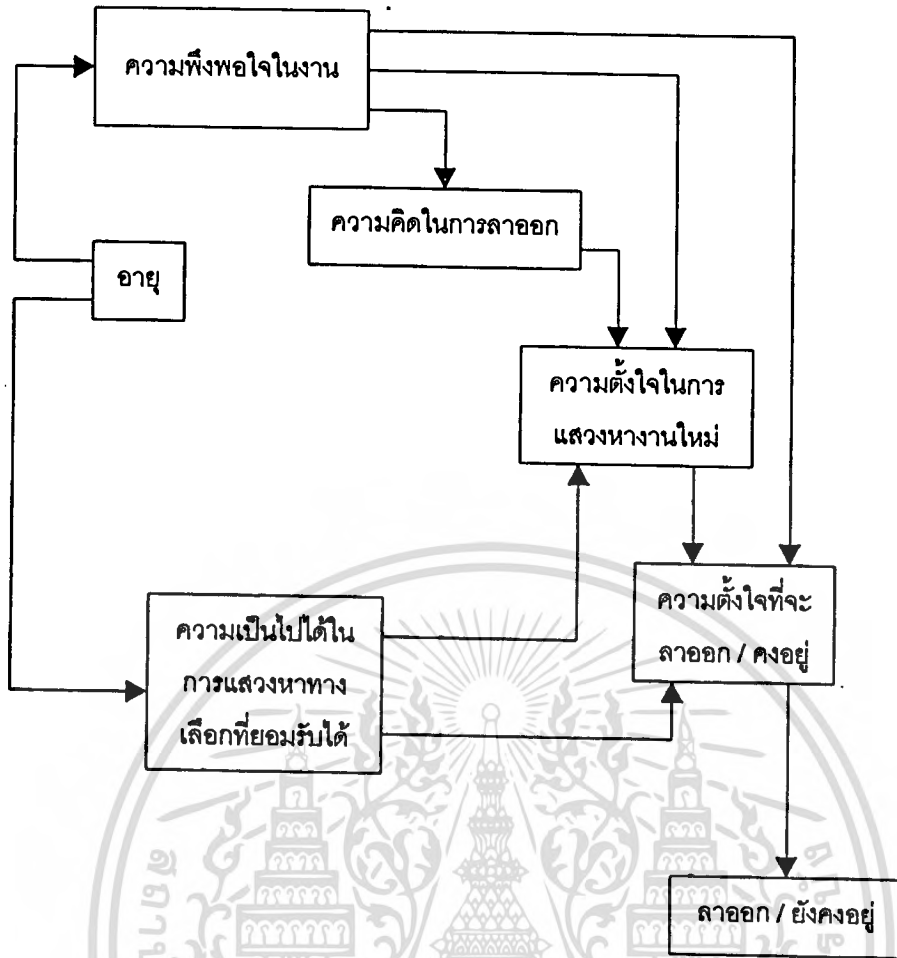 ความพึงพอใจในงาน
ความคิดในการลาออก
อายุ
ความตั้งใจในการ
แสวงหางานใหม่
ความตั้งใจที่จะ
ลาออก / คงอยู่
ความเป็นไปได้ใน
การแสวงหาทาง
เลือกที่ยอมรับได้
ลาออก / ยังคงอยู่